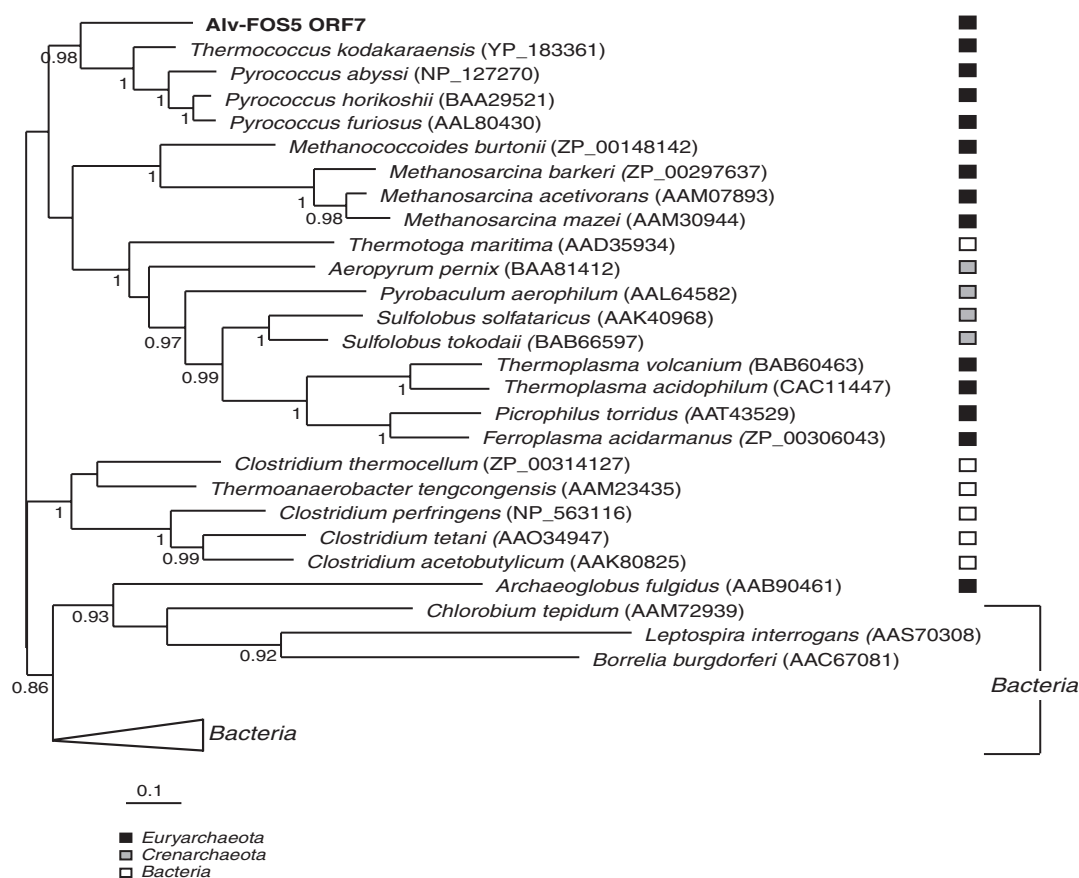 Alv-FOS5 ORF7
0.98
Thermococcus kodakaraensis (YP_183361)
1
Pyrococcus abyssi (NP_127270)
1
Pyrococcus horikoshii (BAA29521)
1
Pyrococcus furiosus (AAL80430)
Methanococcoides burtonii (ZP_00148142)
1
Methanosarcina barkeri (ZP_00297637)
1
Methanosarcina acetivorans (AAM07893)
0.98
Methanosarcina mazei (AAM30944)
Thermotoga maritima (AAD35934)
1
Aeropyrum pernix (BAA81412)
Pyrobaculum aerophilum (AAL64582)
Sulfolobus solfataricus (AAK40968)
0.97
1
Sulfolobus tokodaii (BAB66597)
0.99
Thermoplasma volcanium (BAB60463)
1
Thermoplasma acidophilum (CAC11447)
1
Picrophilus torridus (AAT43529)
1
Ferroplasma acidarmanus (ZP_00306043)
Clostridium thermocellum (ZP_00314127)
Thermoanaerobacter tengcongensis (AAM23435)
1
Clostridium perfringens (NP_563116)
1
Clostridium tetani (AAO34947)
0.99
Clostridium acetobutylicum (AAK80825)
Archaeoglobus fulgidus (AAB90461)
0.93
Chlorobium tepidum (AAM72939)
Leptospira interrogans (AAS70308)
0.92
Borrelia burgdorferi (AAC67081)
0.86
Bacteria
Bacteria
0.1
Euryarchaeota
Crenarchaeota
Bacteria